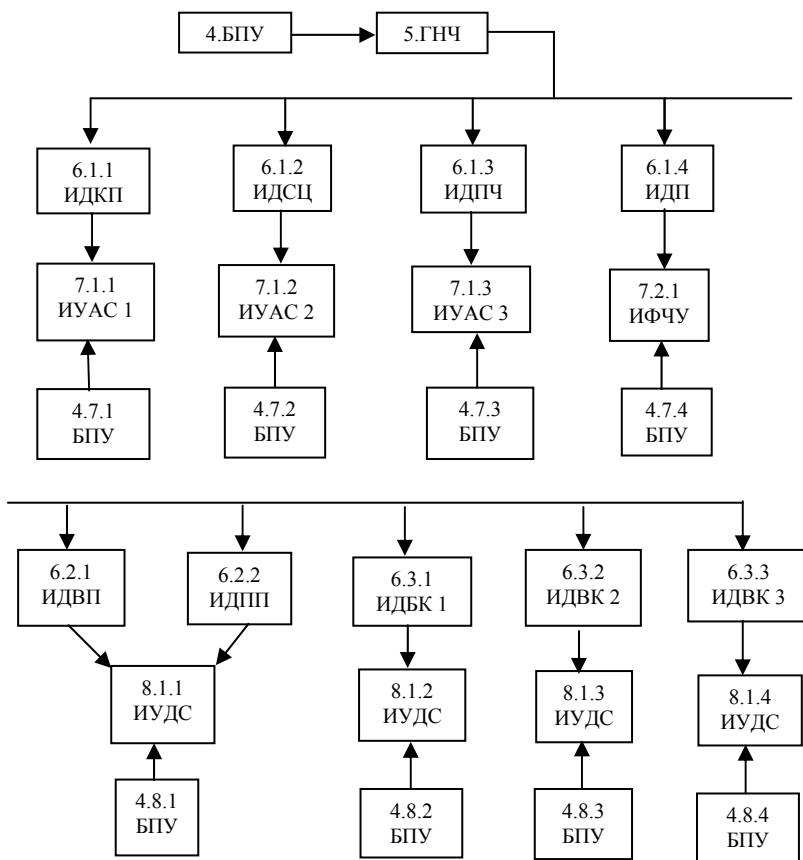 4.БПУ
5.ГНЧ
6.1.1
ИДКП
6.1.2
ИДСЦ
6.1.3
ИДПЧ
6.1.4
ИДП
7.1.1
ИУАС 1
7.1.2
ИУАС 2
7.1.3
ИУАС 3
7.2.1
ИФЧУ
4.7.1
БПУ
4.7.2
БПУ
4.7.3
БПУ
4.7.4
БПУ
6.2.1
ИДВП
6.2.2
ИДПП
6.3.1
ИДБК 1
6.3.2
ИДВК 2
6.3.3
ИДВК 3
8.1.1
ИУДС
8.1.2
ИУДС
8.1.3
ИУДС
8.1.4
ИУДС
4.8.1
БПУ
4.8.2
БПУ
4.8.3
БПУ
4.8.4
БПУ